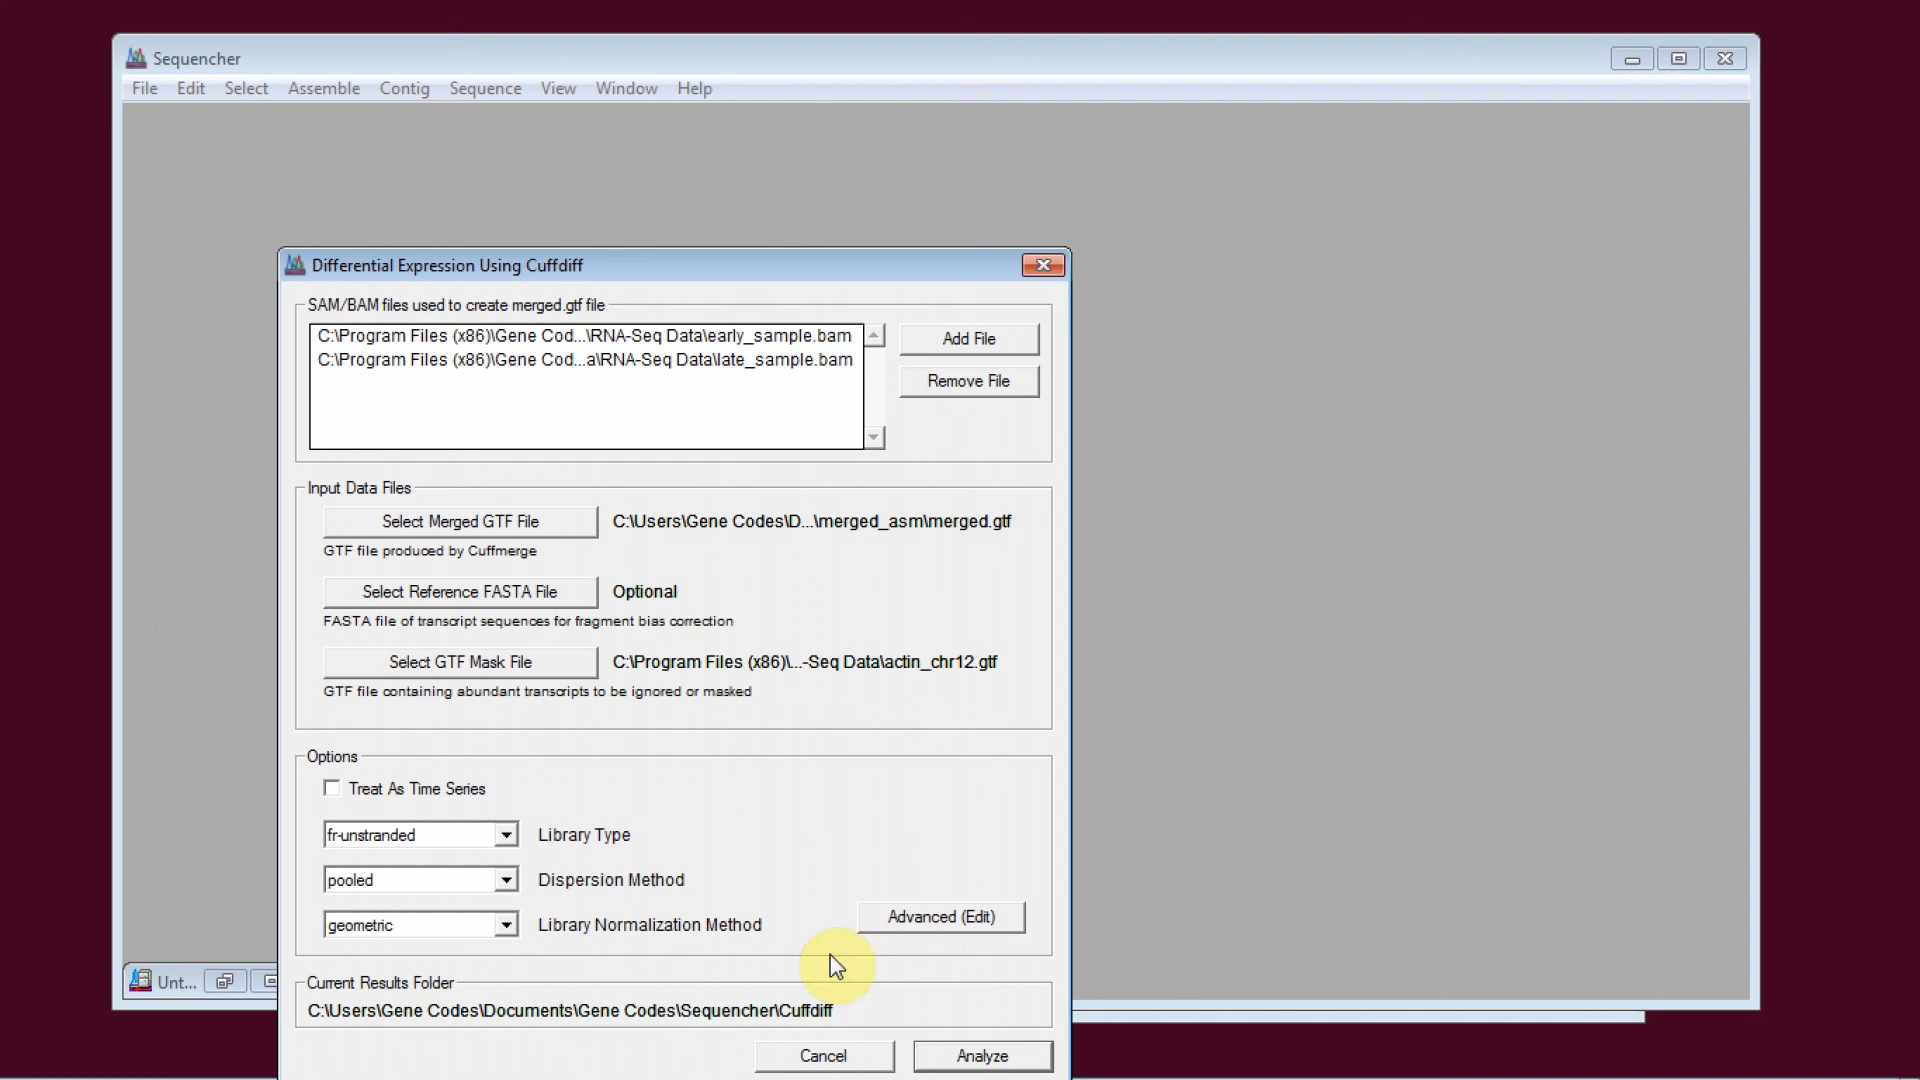 Sequencher
File Edit Select Assemble Contig Sequence View Window Help
Differential Expression Using Cuffdiff
SAM/BAM files used to create merged.gtf file
C:\Program Files (x86)\Gene Cod...\RNA-Seq Data\early_sample.bam
C:\Program Files (x86)\Gene Cod...a\RNA-Seq Data\late_sample.bam
Add File
Remove File
Input Data Files
Select Merged GTF File C:\Users\Gene Codes\D...\merged_asm\merged.gtf
GTF file produced by Cuffmerge
Select Reference FASTA File Optional
FASTA file of transcript sequences for fragment bias correction
Select GTF Mask File C:\Program Files (x86)\...-Seq Data\actin_chr12.gtf
GTF file containing abundant transcripts to be ignored or masked
Options
Treat As Time Series
fr-unstranded Library Type
pooled Dispersion Method
geometric Library Normalization Method
Advanced (Edit)
Unt...
Current Results Folder
C:\Users\Gene Codes\Documents\Gene Codes\Sequencher\Cuffdiff
Cancel Analyze